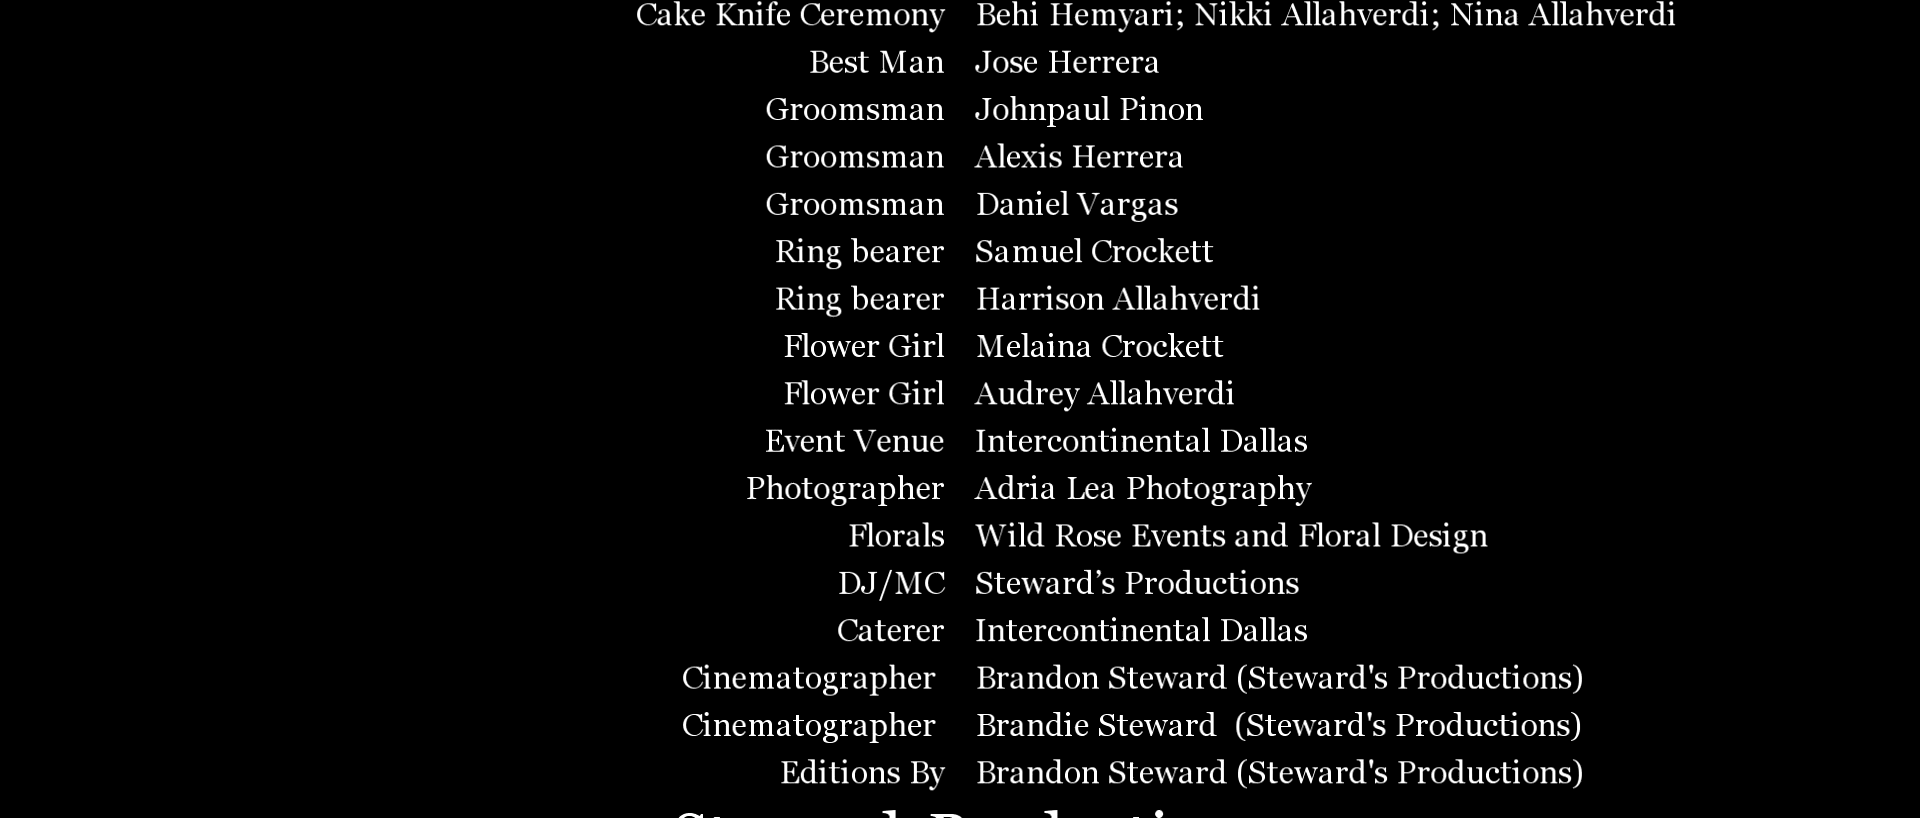 Cake Knife Ceremony Behi Hemyari; Nikki Allahverdi; Nina Allahverdi
Best Man Jose Herrera
Groomsman Johnpaul Pinon
Groomsman Alexis Herrera
Groomsman Daniel Vargas
Ring bearer Samuel Crockett
Ring bearer Harrison Allahverdi
Flower Girl Melaina Crockett
Flower Girl Audrey Allahverdi
Event Venue Intercontinental Dallas
Photographer Adria Lea Photography
Florals Wild Rose Events and Floral Design
DJ/MC Steward’s Productions
Caterer Intercontinental Dallas
Cinematographer Brandon Steward (Steward's Productions)
Cinematographer Brandie Steward (Steward's Productions)
Editions By Brandon Steward (Steward's Productions)